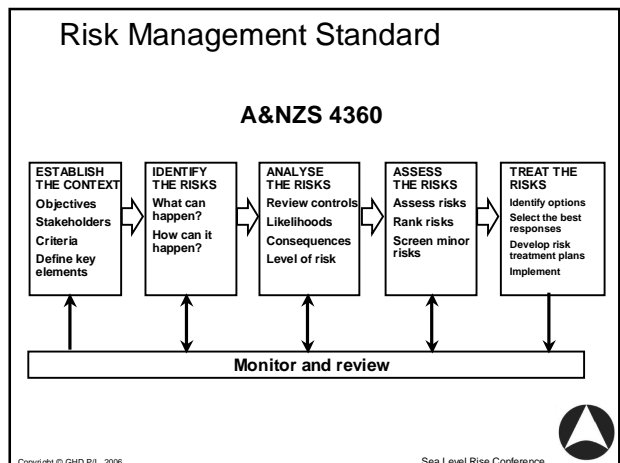 Risk Management Standard
A&NZS 4360
ESTABLISH
THE CONTEXT
Objectives
Stakeholders
Criteria
Define key
elements
IDENTIFY
THE RISKS
What can
happen?
How can it
happen?
ANALYSE
THE RISKS
Review controls
Likelihoods
Consequences
Level of risk
ASSESS
THE RISKS
Assess risks
Rank risks
Screen minor
risks
TREAT THE
RISKS
Identify options
Select the best
responses
Develop risk
treatment plans
Implement
Monitor and review
Copyright © GHD P/L 2006
Sea Level Rise Conference